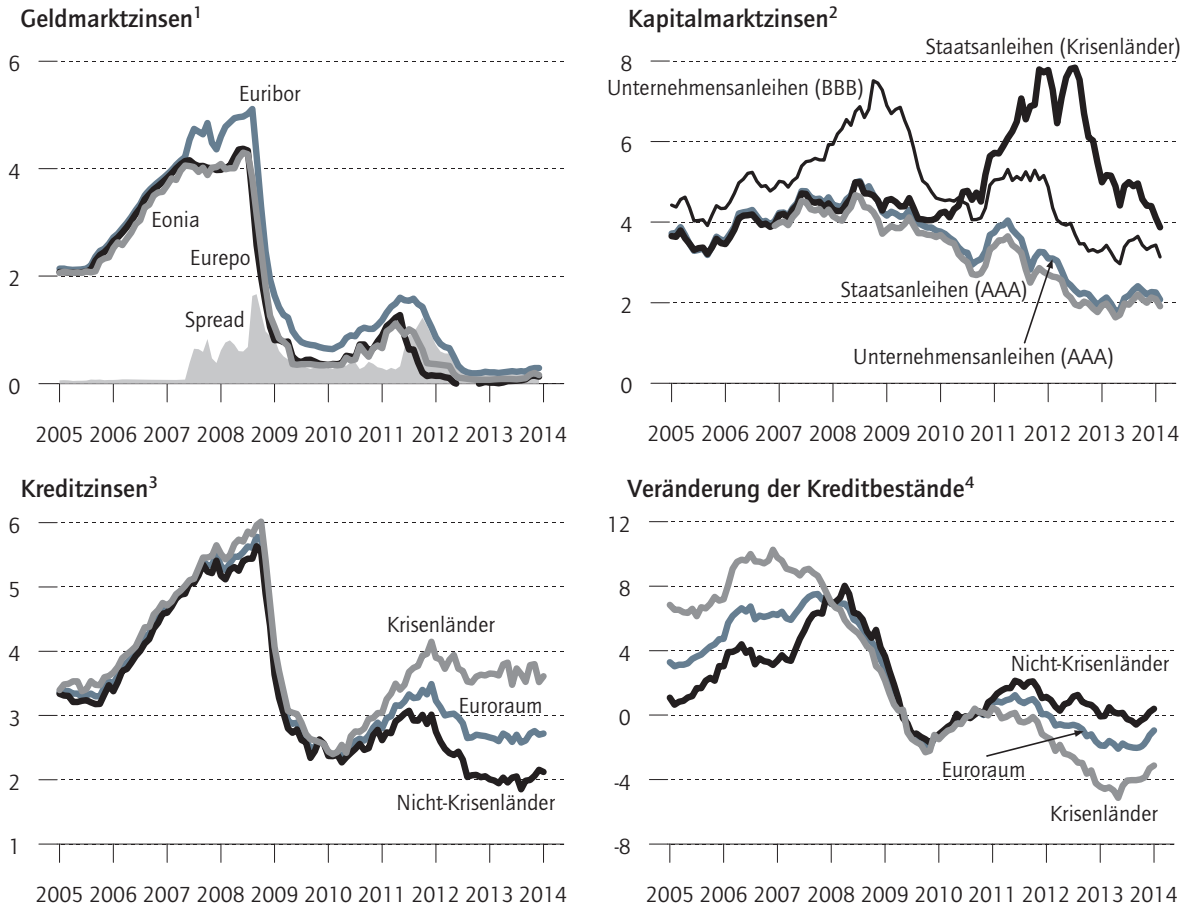 Geldmarktzinsen¹
6
4
2
0
Euribor
Eonia
Eurepo
Spread
2005 2006 2007 2008 2009 2010 2011 2012 2013 2014
Kapitalmarktzinsen²
8
6
4
2
0
Staatsanleihen (Krisenländer)
Unternehmensanleihen (BBB)
Staatsanleihen (AAA)
Unternehmensanleihen (AAA)
2005 2006 2007 2008 2009 2010 2011 2012 2013 2014
Kreditzinsen³
6
5
4
3
2
1
Krisenländer
Euroraum
Nicht-Krisenländer
2005 2006 2007 2008 2009 2010 2011 2012 2013 2014
Veränderung der Kreditbestände⁴
12
8
4
0
-4
-8
Nicht-Krisenländer
Euroraum
Krisenländer
2005 2006 2007 2008 2009 2010 2011 2012 2013 2014